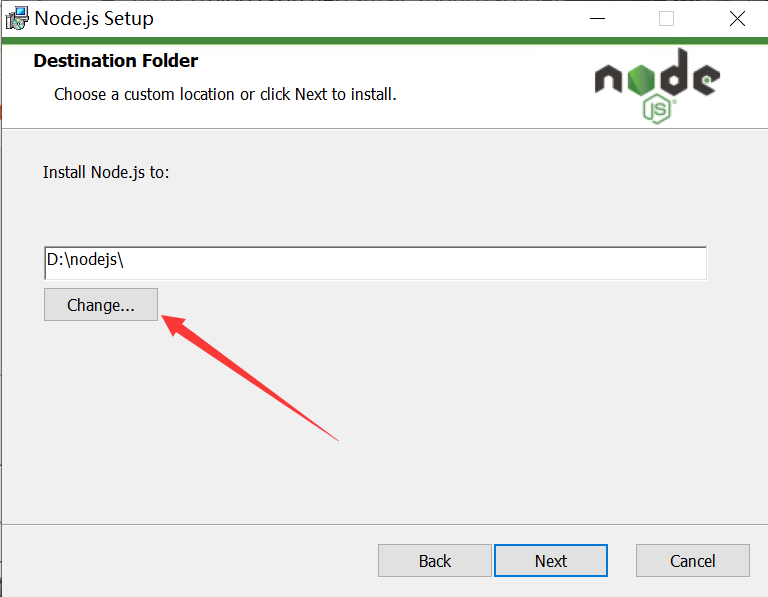 Node.js Setup
Destination Folder
Choose a custom location or click Next to install.
node
JS
Install Node.js to:
D:\nodejs\
Change...
Back Next Cancel